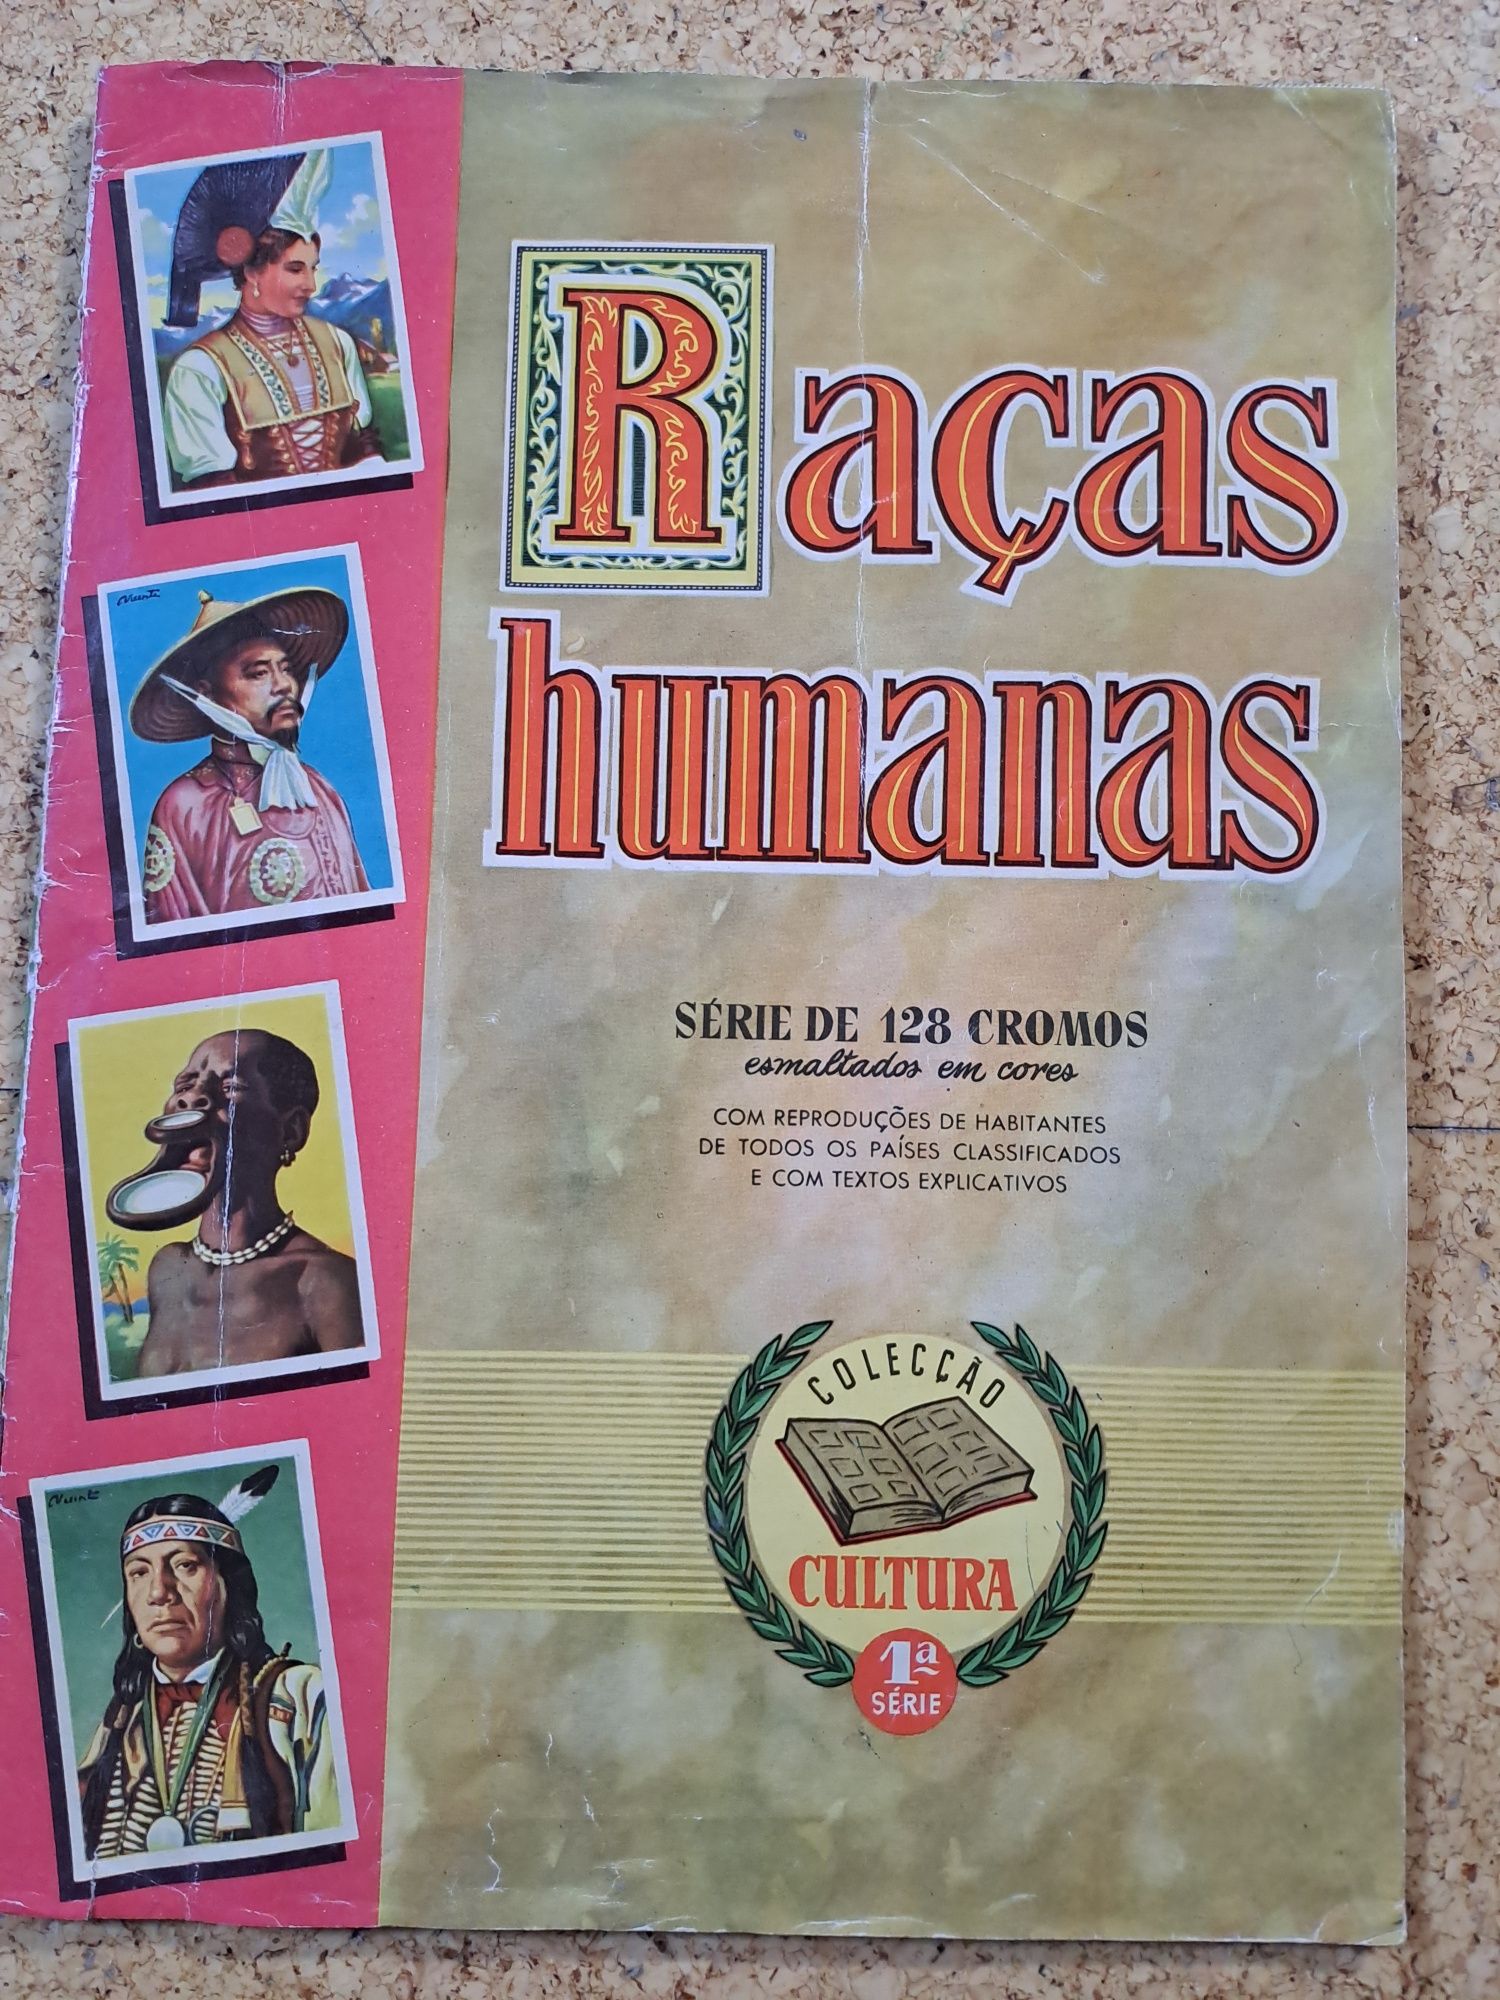 Raças
humanas
SÉRIE DE 128 CROMOS
esmaltados em cores
COM REPRODUÇÕES DE HABITANTES
DE TODOS OS PAÍSES CLASSIFICADOS
E COM TEXTOS EXPLICATIVOS
COLECÇÃO
CULTURA
1ª
SÉRIE